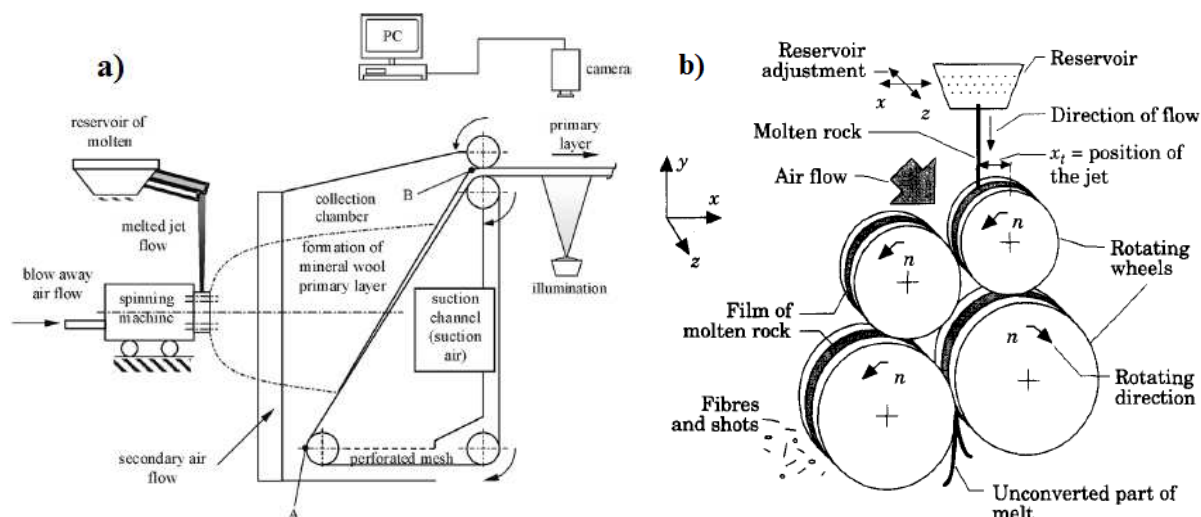 a)
PC
camera
reservoir of
molten
melted jet
flow
blow away
air flow
spinning
machine
collection
chamber
formation of
mineral wool
primary layer
B
primary
layer
illumination
suction
channel
(suction
air)
secondary air
flow
perforated mesh
A
b)
Reservoir
adjustment
x
z
Reservoir
Molten rock
Direction of flow
xₜ = position of
the jet
Air flow
y
x
z
n
n
n
n
Rotating
wheels
Film of
molten rock
Rotating
direction
Fibres
and shots
Unconverted part of
melt